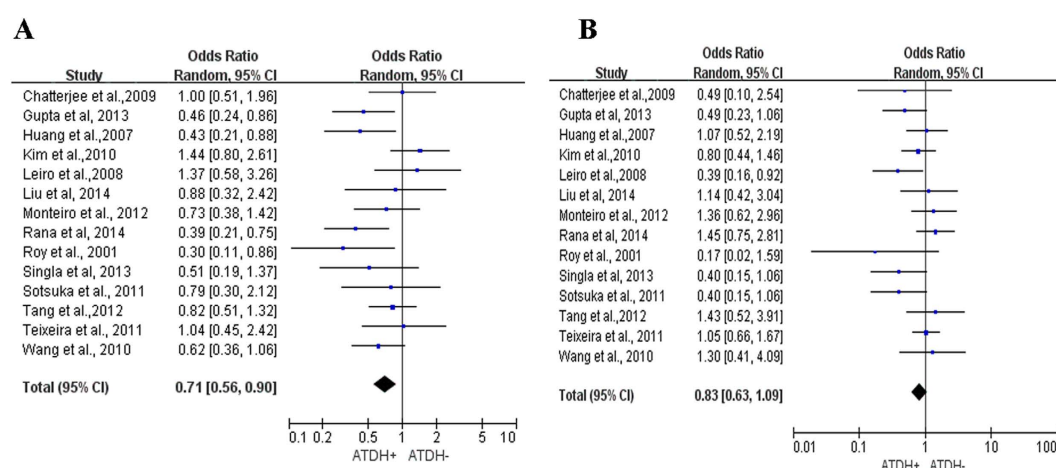 A
Odds Ratio Odds Ratio
Study Random, 95% CI Random, 95% CI
Chatterjee et al.,2009 1.00 [0.51, 1.96]
Gupta et al, 2013 0.46 [0.24, 0.86]
Huang et al.,2007 0.43 [0.21, 0.88]
Kim et al.,2010 1.44 [0.80, 2.61]
Leiro et al.,2008 1.37 [0.58, 3.26]
Liu et al, 2014 0.88 [0.32, 2.42]
Monteiro et al., 2012 0.73 [0.38, 1.42]
Rana et al, 2014 0.39 [0.21, 0.75]
Roy et al., 2001 0.30 [0.11, 0.86]
Singla et al, 2013 0.51 [0.19, 1.37]
Sotsuka et al., 2011 0.79 [0.30, 2.12]
Tang et al.,2012 0.82 [0.51, 1.32]
Teixeira et al., 2011 1.04 [0.45, 2.42]
Wang et al., 2010 0.62 [0.36, 1.06]
Total (95% CI) 0.71 [0.56, 0.90]
0.1 0.2 0.5 1 2 5 10
ATDH+ ATDH-
B
Odds Ratio Odds Ratio
Study Random, 95% CI Random, 95% CI
Chatterjee et al.,2009 0.49 [0.10, 2.54]
Gupta et al, 2013 0.49 [0.23, 1.06]
Huang et al.,2007 1.07 [0.52, 2.19]
Kim et al.,2010 0.80 [0.44, 1.46]
Leiro et al.,2008 0.39 [0.16, 0.92]
Liu et al, 2014 1.14 [0.42, 3.04]
Monteiro et al., 2012 1.36 [0.62, 2.96]
Rana et al, 2014 1.45 [0.75, 2.81]
Roy et al., 2001 0.17 [0.02, 1.59]
Singla et al, 2013 0.40 [0.15, 1.06]
Sotsuka et al., 2011 0.40 [0.15, 1.06]
Tang et al.,2012 1.43 [0.52, 3.91]
Teixeira et al., 2011 1.05 [0.66, 1.67]
Wang et al., 2010 1.30 [0.41, 4.09]
Total (95% CI) 0.83 [0.63, 1.09]
0.01 0.1 1 10 100
ATDH+ ATDH-